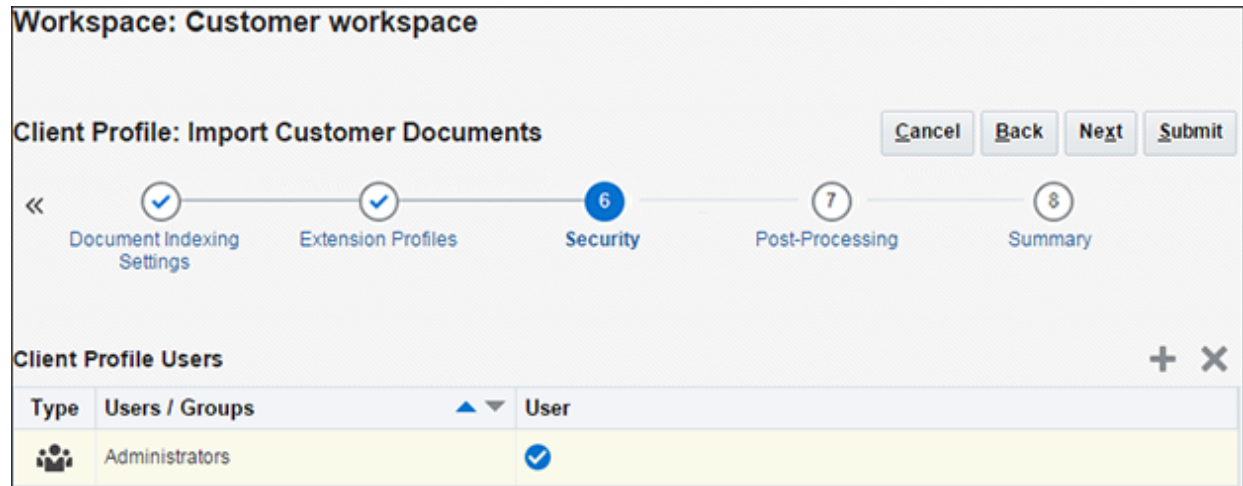 Workspace: Customer workspace
Client Profile: Import Customer Documents
Cancel Back Next Submit
« 6 7 8
Document Indexing Extension Profiles Security Post-Processing Summary
Settings
Client Profile Users
Type Users / Groups User
Administrators